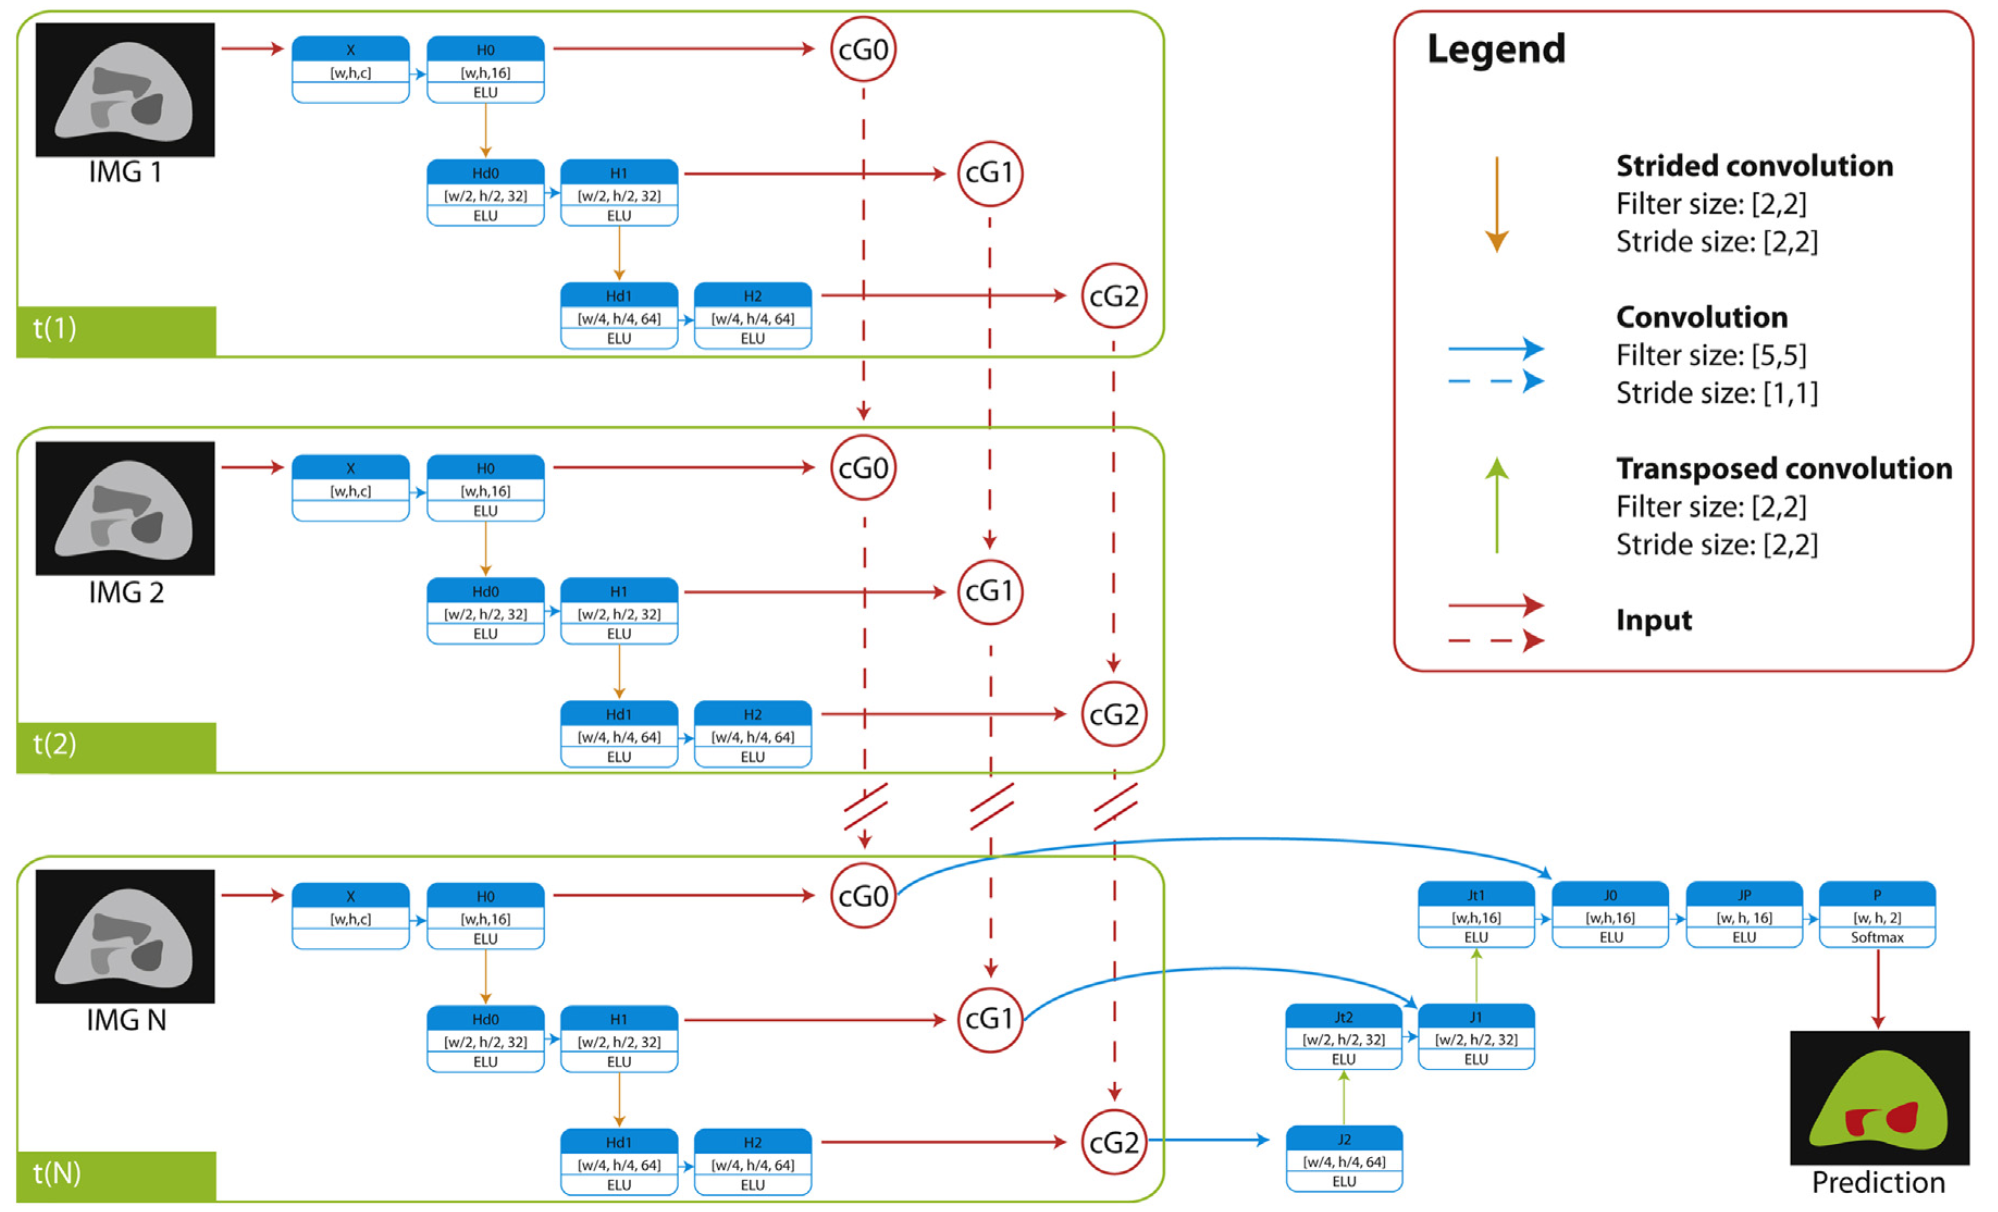 X
[w,h,c]
H0
[w,h,16]
ELU
cG0
IMG 1
Hd0
[w/2, h/2, 32]
ELU
H1
[w/2, h/2, 32]
ELU
cG1
Hd1
[w/4, h/4, 64]
ELU
H2
[w/4, h/4, 64]
ELU
cG2
t(1)
X
[w,h,c]
H0
[w,h,16]
ELU
cG0
IMG 2
Hd0
[w/2, h/2, 32]
ELU
H1
[w/2, h/2, 32]
ELU
cG1
Hd1
[w/4, h/4, 64]
ELU
H2
[w/4, h/4, 64]
ELU
cG2
t(2)
X
[w,h,c]
H0
[w,h,16]
ELU
cG0
IMG N
Hd0
[w/2, h/2, 32]
ELU
H1
[w/2, h/2, 32]
ELU
cG1
Hd1
[w/4, h/4, 64]
ELU
H2
[w/4, h/4, 64]
ELU
cG2
t(N)
Legend
Strided convolution
Filter size: [2,2]
Stride size: [2,2]
Convolution
Filter size: [5,5]
Stride size: [1,1]
Transposed convolution
Filter size: [2,2]
Stride size: [2,2]
Input
Jt1
[w,h,16]
ELU
J0
[w,h,16]
ELU
JP
[w, h, 16]
ELU
P
[w, h, 2]
Softmax
Jt2
[w/2, h/2, 32]
ELU
J1
[w/2, h/2, 32]
ELU
J2
[w/4, h/4, 64]
ELU
Prediction